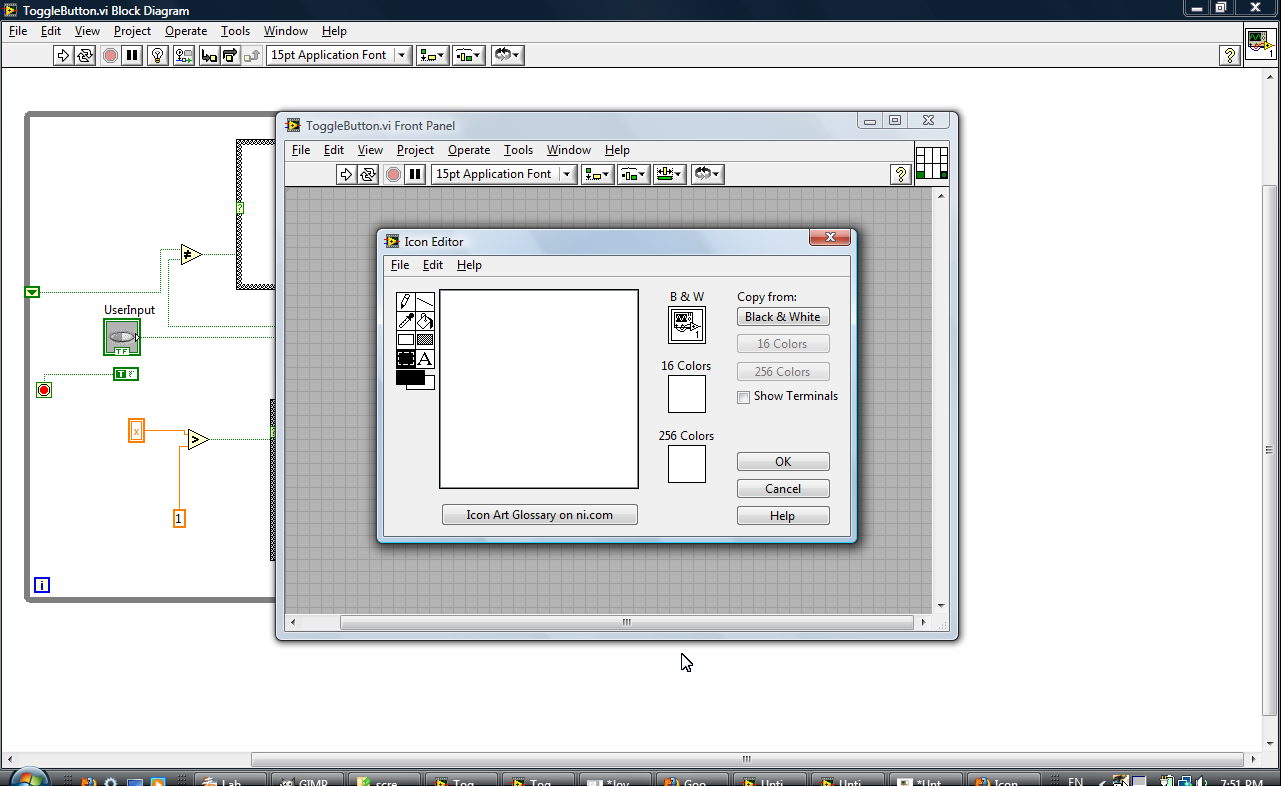 ToggleButton.vi Block Diagram
File Edit View Project Operate Tools Window Help
15pt Application Font
?
1
ToggleButton.vi Front Panel
File Edit View Project Operate Tools Window Help
15pt Application Font
?
Icon Editor
File Edit Help
B & W
1
16 Colors
256 Colors
A
Copy from:
Black & White
16 Colors
256 Colors
Show Terminals
OK
Cancel
Help
Icon Art Glossary on ni.com
?
≠
UserInput
TF
T F
x
>
?
1
i
Lab
GIMP
scre
Tog
Tog
*lov
Goo
Unti
Unti
*Unt
Icon
EN
7:51 PM